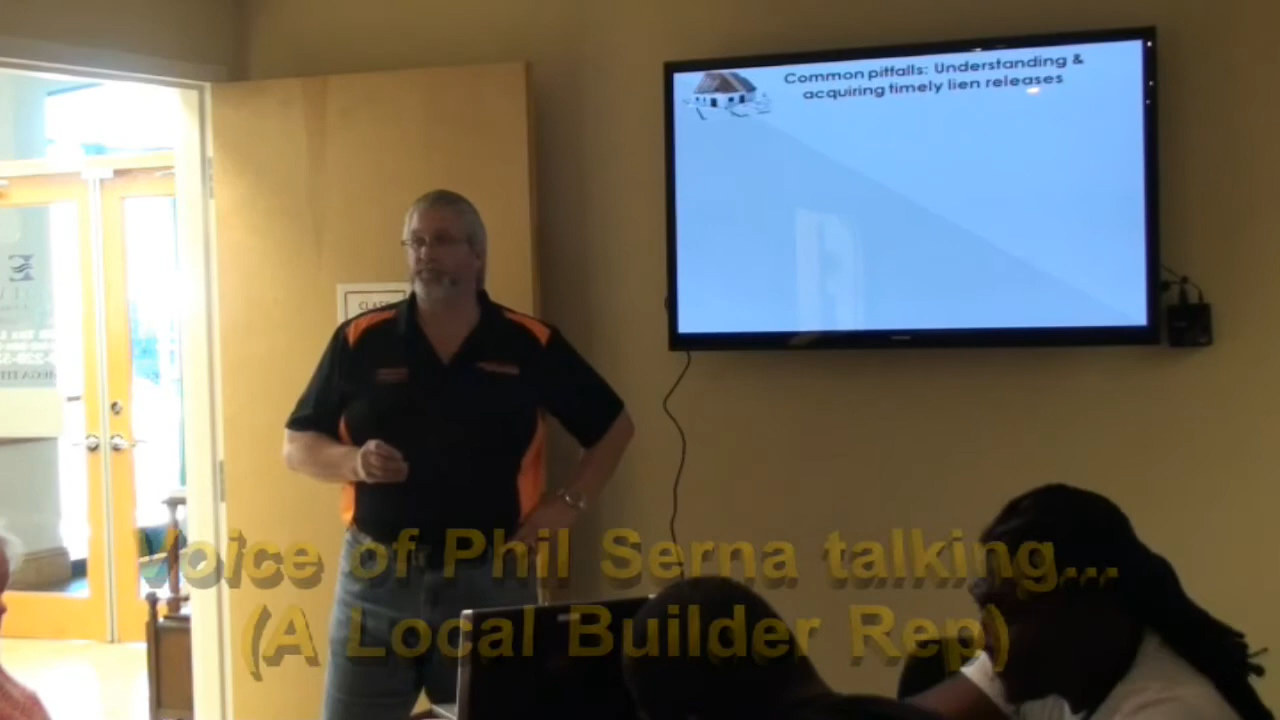 Common pitfalls: Understanding &
acquiring timely lien releases
Voice of Phil Serna talking...
(A Local Builder Rep)